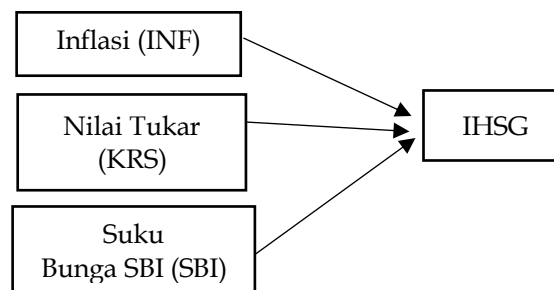 Inflasi (INF)
Nilai Tukar
(KRS)
IHSG
Suku
Bunga SBI (SBI)